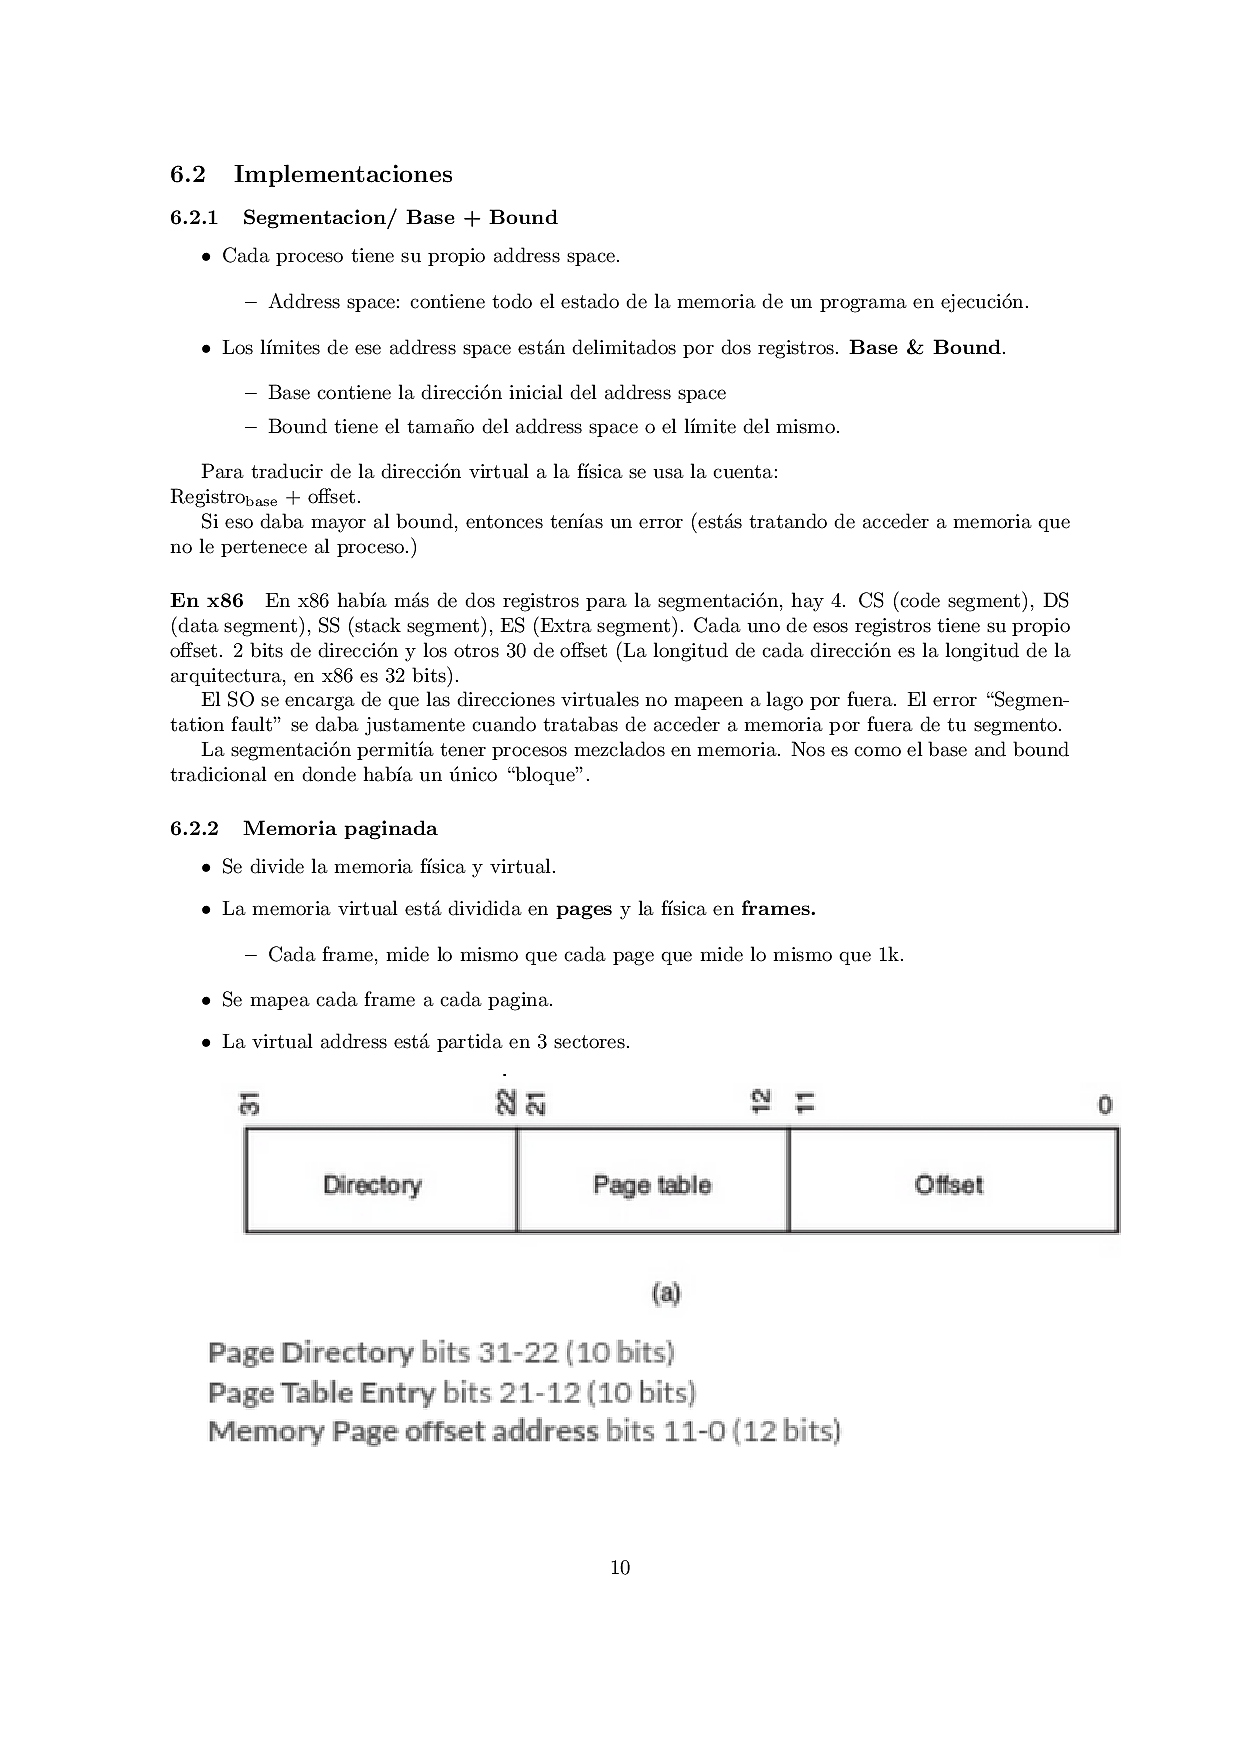 6.2 Implementaciones
6.2.1 Segmentacion/ Base + Bound
• Cada proceso tiene su propio address space.
– Address space: contiene todo el estado de la memoria de un programa en ejecución.
• Los límites de ese address space están delimitados por dos registros. Base & Bound.
– Base contiene la dirección inicial del address space
– Bound tiene el tamaño del address space o el límite del mismo.
Para traducir de la dirección virtual a la física se usa la cuenta:
Registro_base + offset.
Si eso daba mayor al bound, entonces tenías un error (estás tratando de acceder a memoria que
no le pertenece al proceso.)
En x86 En x86 había más de dos registros para la segmentación, hay 4. CS (code segment), DS
(data segment), SS (stack segment), ES (Extra segment). Cada uno de esos registros tiene su propio
offset. 2 bits de dirección y los otros 30 de offset (La longitud de cada dirección es la longitud de la
arquitectura, en x86 es 32 bits).
El SO se encarga de que las direcciones virtuales no mapeen a lago por fuera. El error “Segmen-
tation fault” se daba justamente cuando tratabas de acceder a memoria por fuera de tu segmento.
La segmentación permitía tener procesos mezclados en memoria. Nos es como el base and bound
tradicional en donde había un único “bloque”.
6.2.2 Memoria paginada
• Se divide la memoria física y virtual.
• La memoria virtual está dividida en pages y la física en frames.
– Cada frame, mide lo mismo que cada page que mide lo mismo que 1k.
• Se mapea cada frame a cada pagina.
• La virtual address está partida en 3 sectores.
.
31 22 21 12 11 0
Directory Page table Offset
(a)
Page Directory bits 31-22 (10 bits)
Page Table Entry bits 21-12 (10 bits)
Memory Page offset address bits 11-0 (12 bits)
10